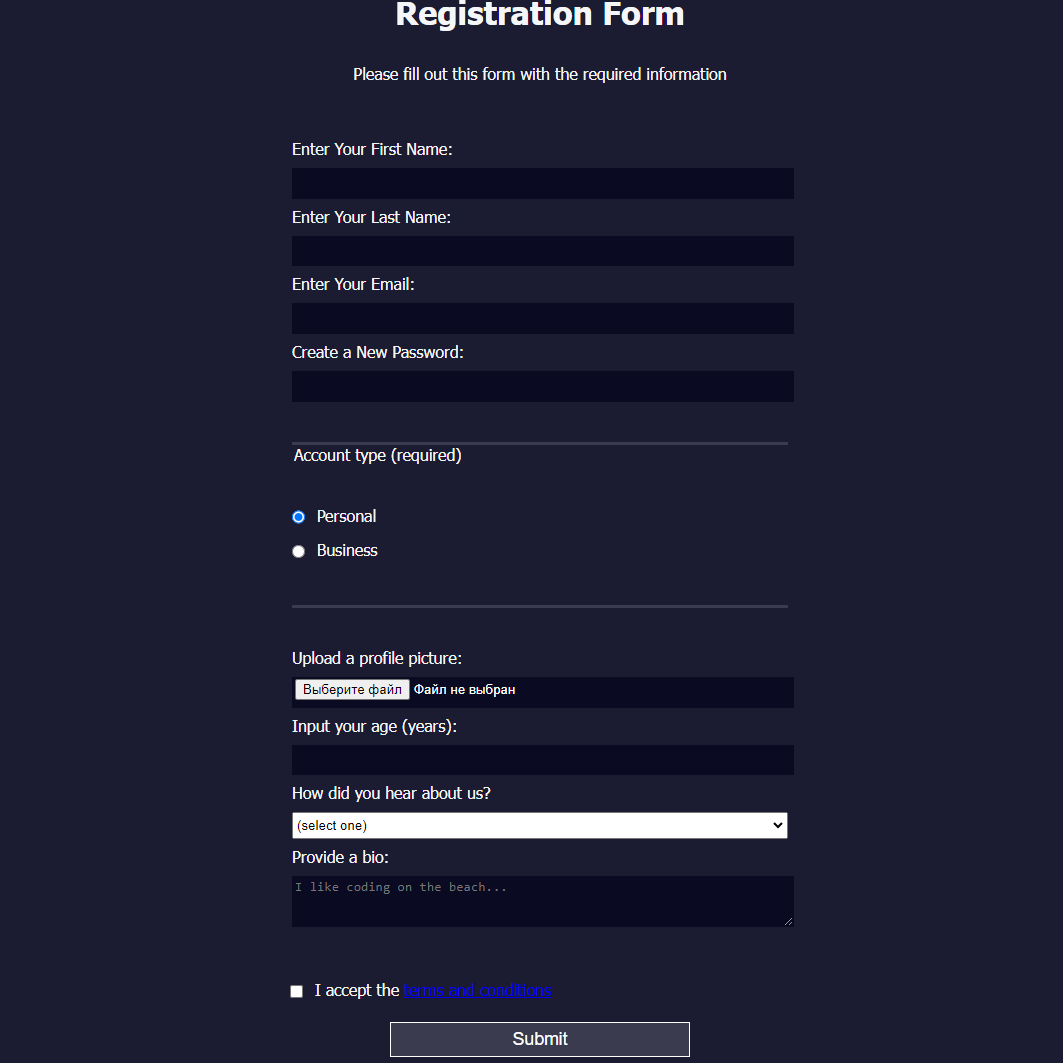 Registration Form
Please fill out this form with the required information
Enter Your First Name:
Enter Your Last Name:
Enter Your Email:
Create a New Password:
Account type (required)
Personal
Business
Upload a profile picture:
Выберите файл Файл не выбран
Input your age (years):
How did you hear about us?
(select one)
Provide a bio:
I like coding on the beach...
I accept the terms and conditions
Submit